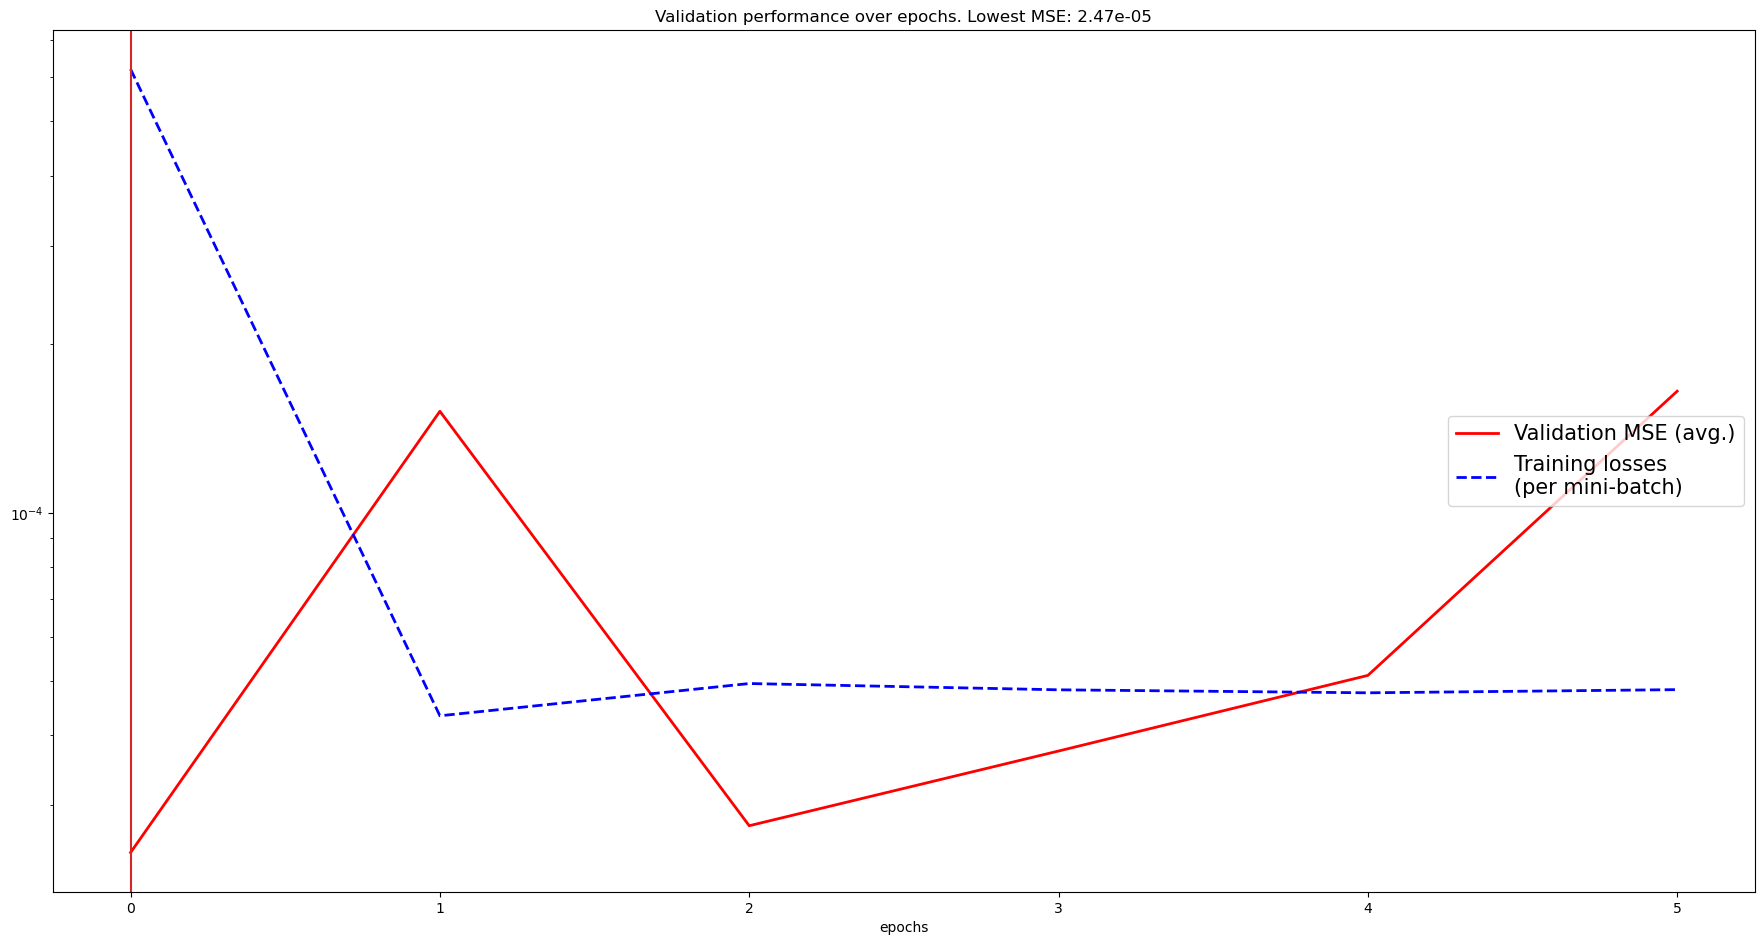 Validation performance over epochs. Lowest MSE: 2.47e-05
10⁻⁴
Validation MSE (avg.)
Training losses
(per mini-batch)
0 1 2 3 4 5
epochs